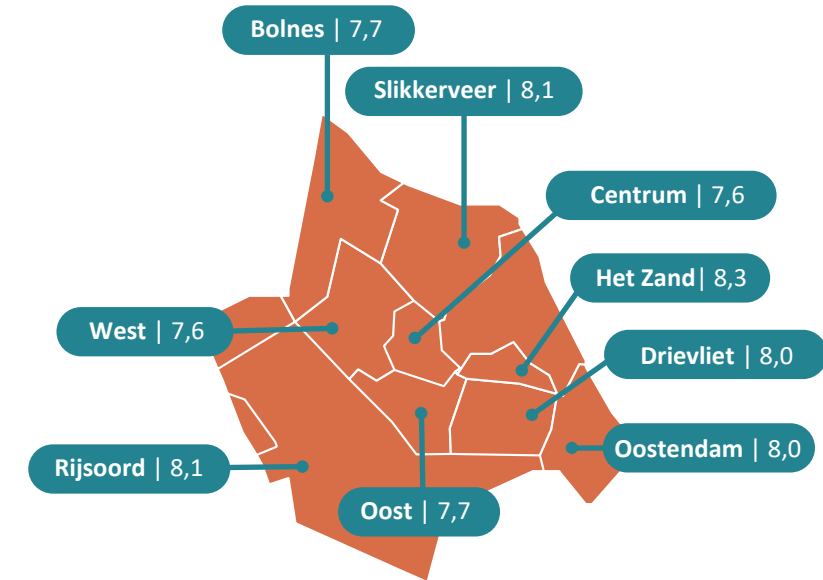 Bolnes | 7,7
Slikkerveer | 8,1
Centrum | 7,6
Het Zand| 8,3
West | 7,6
Drievliet | 8,0
Oostendam | 8,0
Rijsoord | 8,1
Oost | 7,7